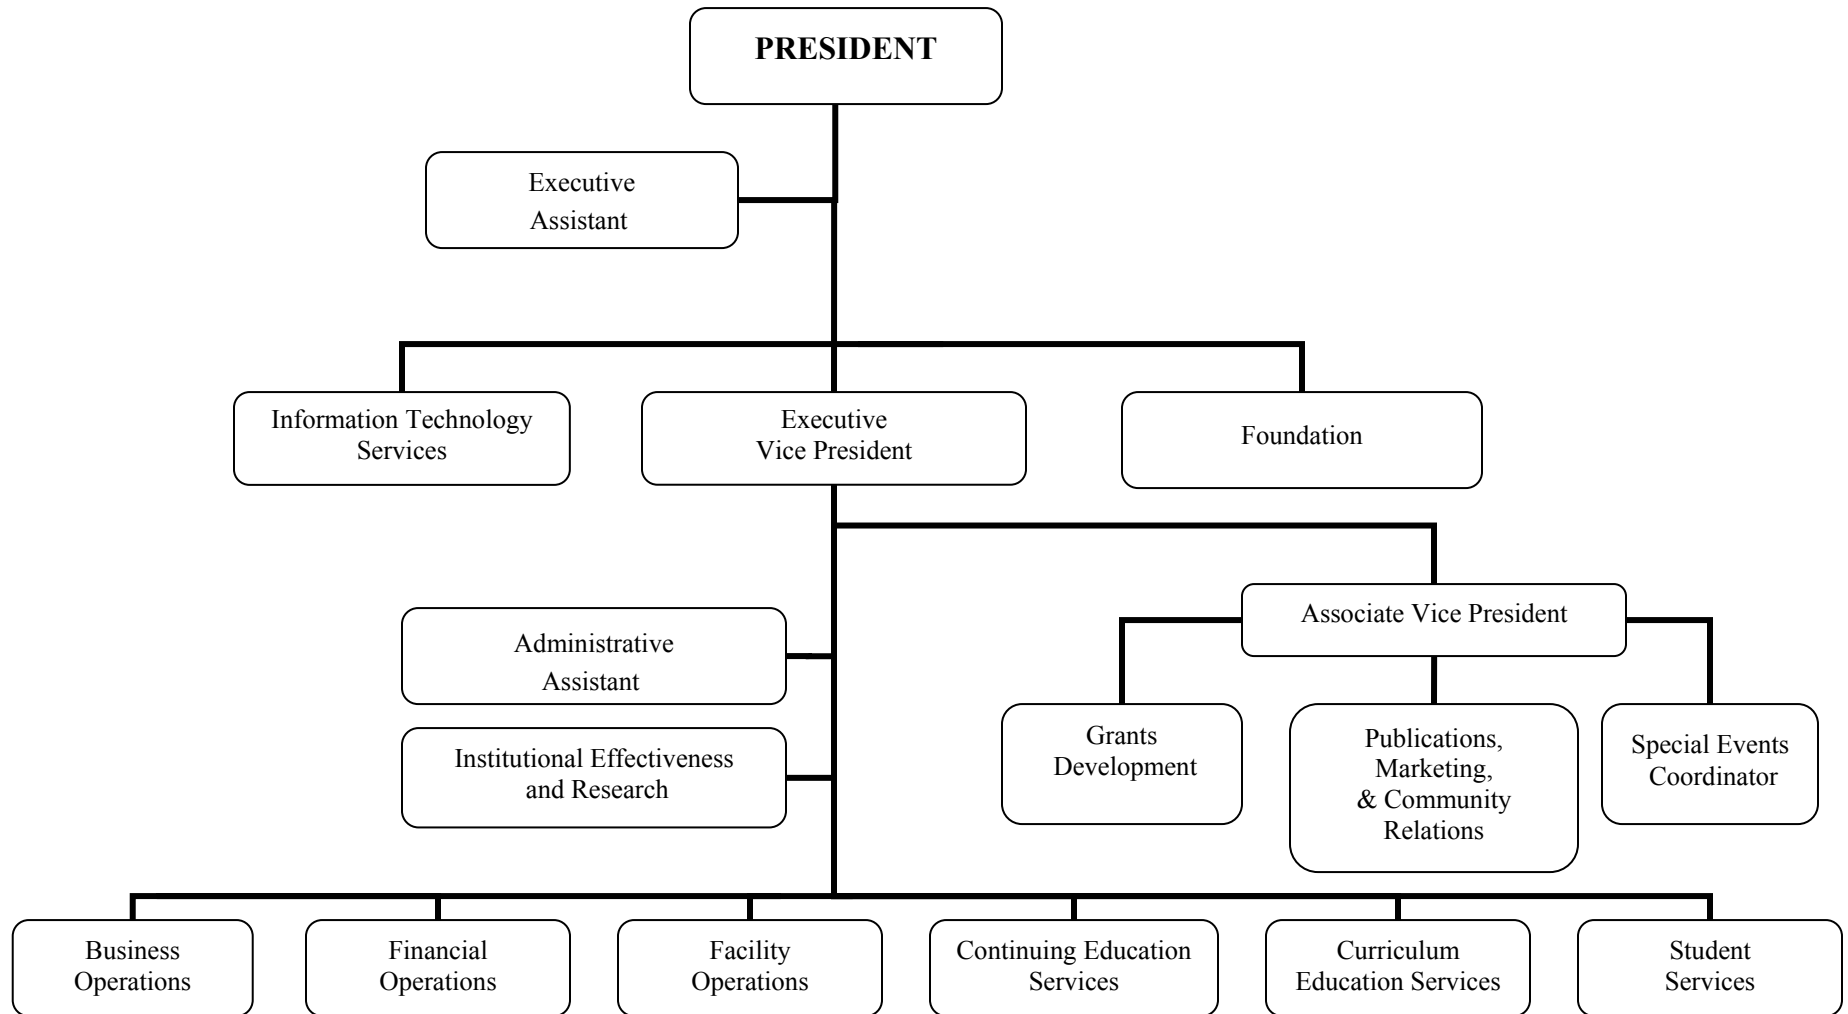 PRESIDENT
Executive
Assistant
Information Technology
Services
Executive
Vice President
Foundation
Associate Vice President
Administrative
Assistant
Institutional Effectiveness
and Research
Grants
Development
Publications,
Marketing,
& Community
Relations
Special Events
Coordinator
Business
Operations
Financial
Operations
Facility
Operations
Continuing Education
Services
Curriculum
Education Services
Student
Services